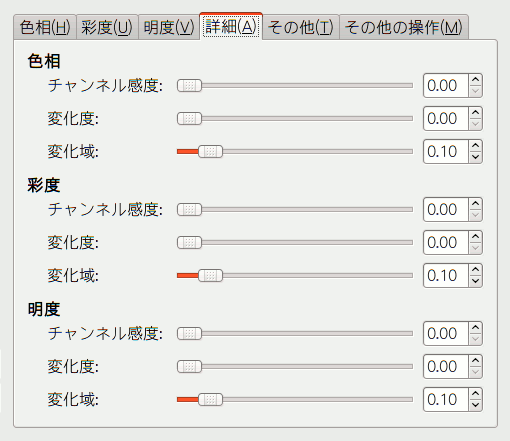 色相(H) 彩度(U) 明度(V) 詳細(A) その他(T) その他の操作(M)
色相
チャンネル感度: 0.00
変化度: 0.00
変化域: 0.10
彩度
チャンネル感度: 0.00
変化度: 0.00
変化域: 0.10
明度
チャンネル感度: 0.00
変化度: 0.00
変化域: 0.10